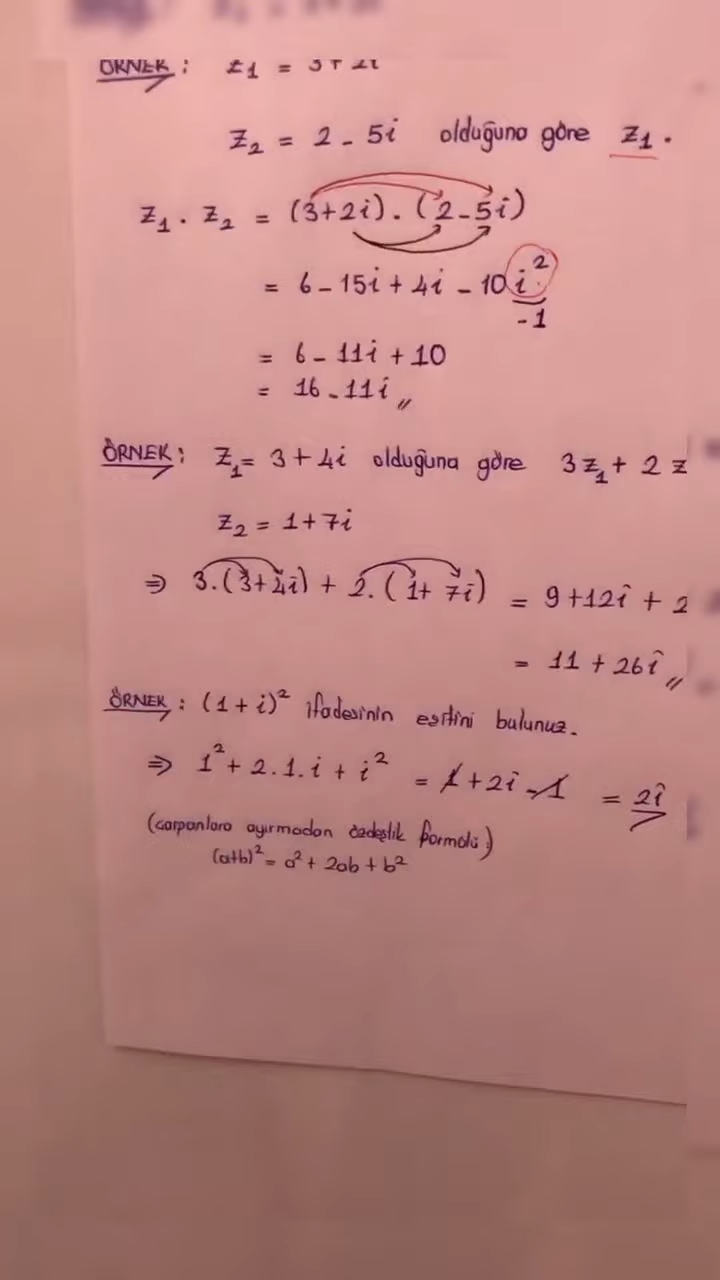 ÖRNEK: z1 = 3+2i
z2 = 2-5i olduğuna göre z1.
z1 . z2 = (3+2i) . (2-5i)
= 6-15i+4i-10i²
-1
= 6-11i+10
= 16-11i,,
ÖRNEK: z1= 3+4i olduğuna göre 3z1+ 2z
z2 = 1+7i
⇒ 3.(3+4i) + 2.(1+7i) = 9+12i + 2
= 11 + 26i,,
ÖRNEK: (1+i)² ifadesinin eşitini bulunuz.
⇒ 1²+2.1.i+i² = 1+2i-1 = 2i
(çarpanlara ayırmadan özdeşlik formülü:)
(a+b)² = a²+2ab+b²